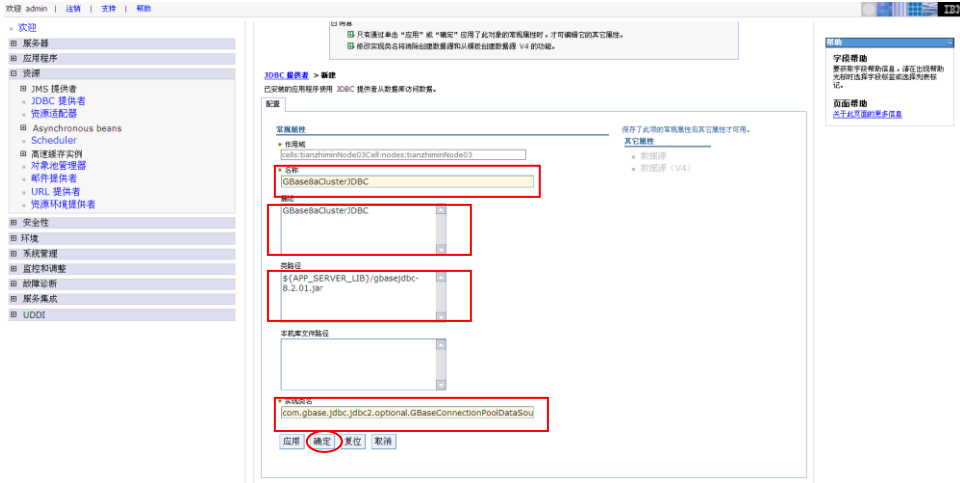 欢迎 admin | 注销 | 支持 | 帮助
IBM
欢迎
服务器
应用程序
资源
JMS 提供者
JDBC 提供者
资源适配器
Asynchronous beans
Scheduler
高速缓存实例
对象池管理器
邮件提供者
URL 提供者
资源环境提供者
安全性
环境
系统管理
监控和调整
故障诊断
服务集成
UDDI
消息
只有通过单击“应用”或“确定”应用了此对象的常规属性时，才可编辑它的其它属性。
修改实现类名将消除创建数据源和从模板创建数据源 V4 的功能。
JDBC 提供者 > 新建
已安装的应用程序使用 JDBC 提供者从数据库访问数据。
配置
常规属性
* 作用域
cells:tianzhiminNode03Cell:nodes:tianzhiminNode03
* 名称
GBase8aClusterJDBC
描述
GBase8aClusterJDBC
类路径
${APP_SERVER_LIB}/gbasejdbc-
8.2.01.jar
本机库文件路径
* 实现类名
com.gbase.jdbc.jdbc2.optional.GBaseConnectionPoolDataSou
应用 确定 复位 取消
保存了此项的常规属性后其它属性才可用。
其它属性
数据源
数据源（V4）
帮助
字段帮助
要获取字段帮助信息，请在出现帮助
光标时选择字段标签或选择列表标
记。
页面帮助
关于此页面的更多信息